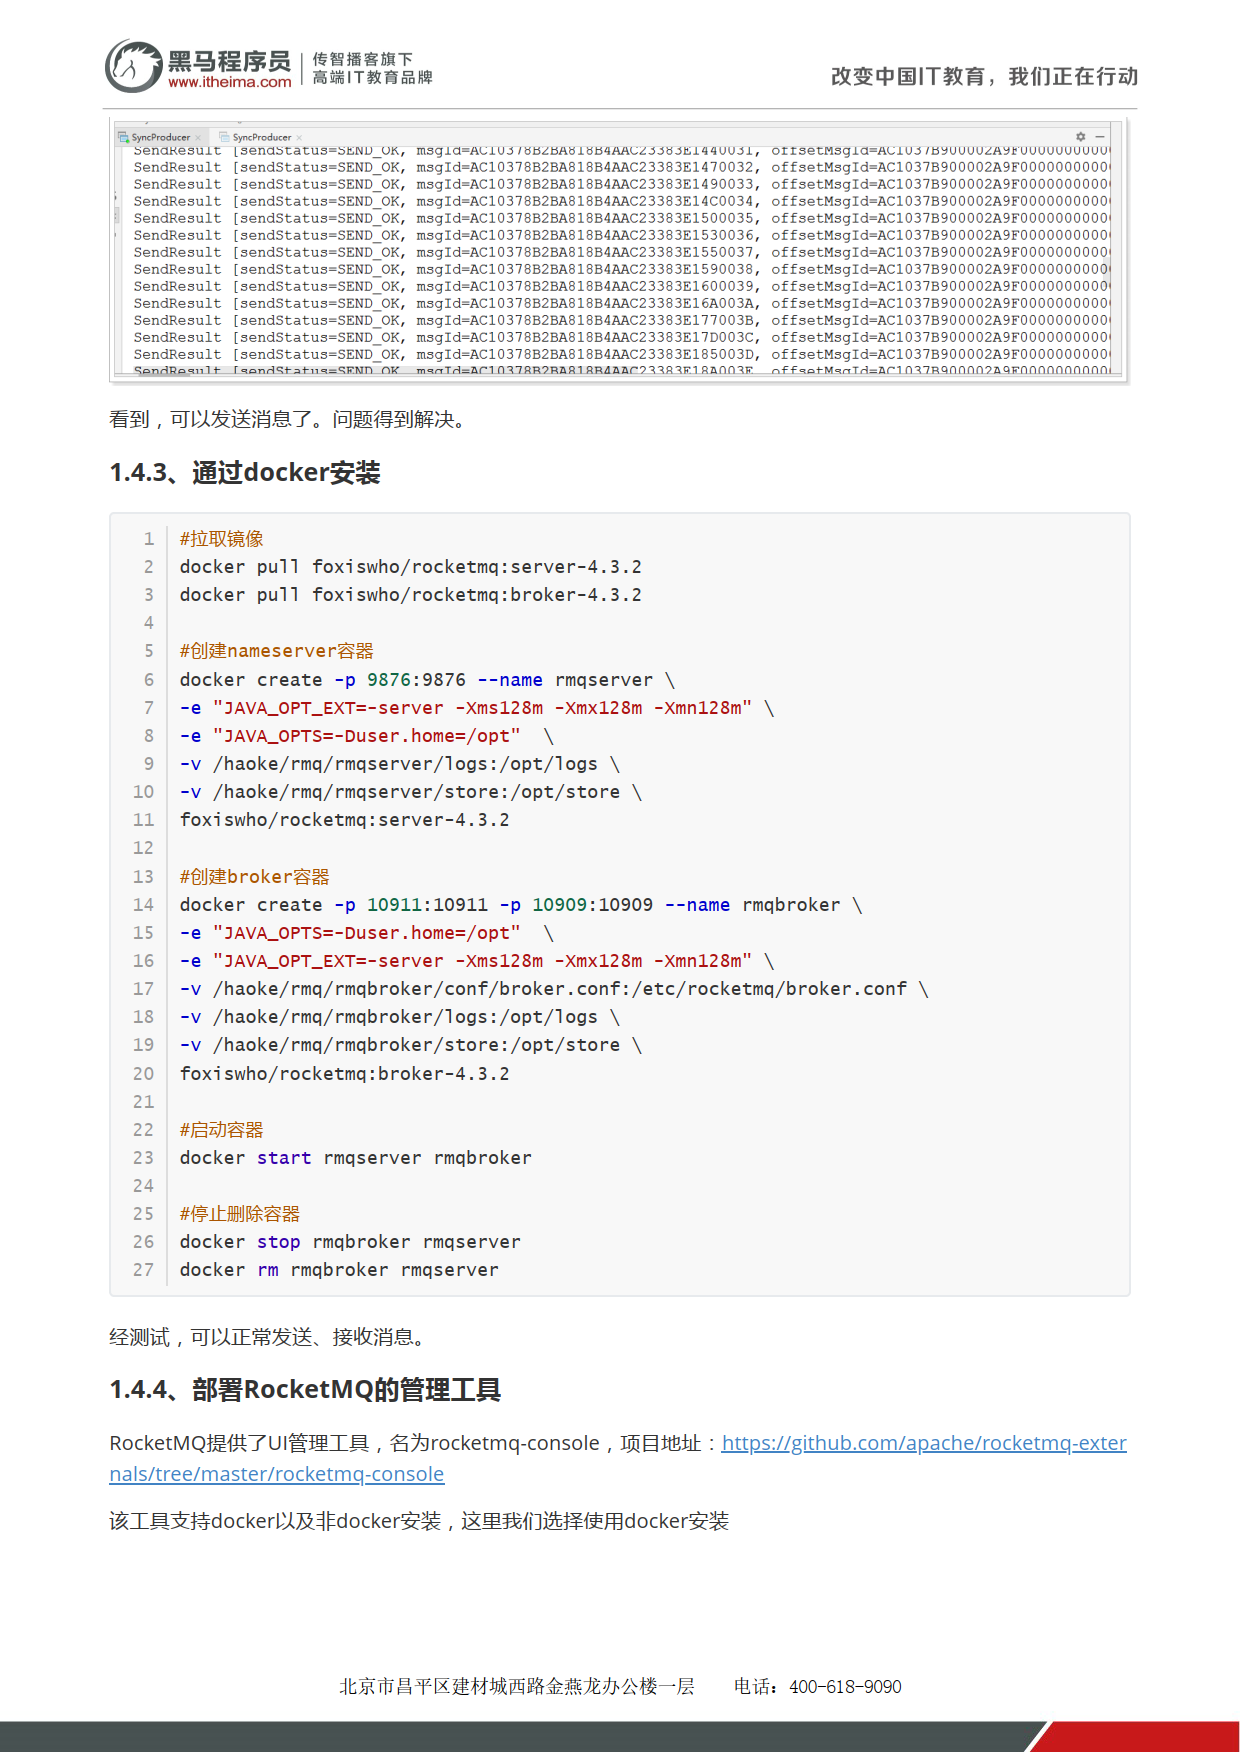 黑马程序员
www.itheima.com
传智播客旗下
高端IT教育品牌
改变中国IT教育，我们正在行动
SyncProducer × SyncProducer ×
SendResult [sendStatus=SEND_OK, msgId=AC10378B2BA818B4AAC23383E1440031, offsetMsgId=AC1037B900002A9F0000000000
SendResult [sendStatus=SEND_OK, msgId=AC10378B2BA818B4AAC23383E1470032, offsetMsgId=AC1037B900002A9F0000000000
SendResult [sendStatus=SEND_OK, msgId=AC10378B2BA818B4AAC23383E1490033, offsetMsgId=AC1037B900002A9F0000000000
SendResult [sendStatus=SEND_OK, msgId=AC10378B2BA818B4AAC23383E14C0034, offsetMsgId=AC1037B900002A9F0000000000
SendResult [sendStatus=SEND_OK, msgId=AC10378B2BA818B4AAC23383E1500035, offsetMsgId=AC1037B900002A9F0000000000
SendResult [sendStatus=SEND_OK, msgId=AC10378B2BA818B4AAC23383E1530036, offsetMsgId=AC1037B900002A9F0000000000
SendResult [sendStatus=SEND_OK, msgId=AC10378B2BA818B4AAC23383E1550037, offsetMsgId=AC1037B900002A9F0000000000
SendResult [sendStatus=SEND_OK, msgId=AC10378B2BA818B4AAC23383E1590038, offsetMsgId=AC1037B900002A9F0000000000
SendResult [sendStatus=SEND_OK, msgId=AC10378B2BA818B4AAC23383E1600039, offsetMsgId=AC1037B900002A9F0000000000
SendResult [sendStatus=SEND_OK, msgId=AC10378B2BA818B4AAC23383E16A003A, offsetMsgId=AC1037B900002A9F0000000000
SendResult [sendStatus=SEND_OK, msgId=AC10378B2BA818B4AAC23383E177003B, offsetMsgId=AC1037B900002A9F0000000000
SendResult [sendStatus=SEND_OK, msgId=AC10378B2BA818B4AAC23383E17D003C, offsetMsgId=AC1037B900002A9F0000000000
SendResult [sendStatus=SEND_OK, msgId=AC10378B2BA818B4AAC23383E185003D, offsetMsgId=AC1037B900002A9F0000000000
SendResult [sendStatus=SEND_OK, msgId=AC10378B2BA818B4AAC23383E18A003E, offsetMsgId=AC1037B900002A9F0000000000
看到，可以发送消息了。问题得到解决。
1.4.3、通过docker安装
1 #拉取镜像
2 docker pull foxiswho/rocketmq:server-4.3.2
3 docker pull foxiswho/rocketmq:broker-4.3.2
4
5 #创建nameserver容器
6 docker create -p 9876:9876 --name rmqserver \
7 -e "JAVA_OPT_EXT=-server -Xms128m -Xmx128m -Xmn128m" \
8 -e "JAVA_OPTS=-Duser.home=/opt"  \
9 -v /haoke/rmq/rmqserver/logs:/opt/logs \
10 -v /haoke/rmq/rmqserver/store:/opt/store \
11 foxiswho/rocketmq:server-4.3.2
12
13 #创建broker容器
14 docker create -p 10911:10911 -p 10909:10909 --name rmqbroker \
15 -e "JAVA_OPTS=-Duser.home=/opt"  \
16 -e "JAVA_OPT_EXT=-server -Xms128m -Xmx128m -Xmn128m" \
17 -v /haoke/rmq/rmqbroker/conf/broker.conf:/etc/rocketmq/broker.conf \
18 -v /haoke/rmq/rmqbroker/logs:/opt/logs \
19 -v /haoke/rmq/rmqbroker/store:/opt/store \
20 foxiswho/rocketmq:broker-4.3.2
21
22 #启动容器
23 docker start rmqserver rmqbroker
24
25 #停止删除容器
26 docker stop rmqbroker rmqserver
27 docker rm rmqbroker rmqserver
经测试，可以正常发送、接收消息。
1.4.4、部署RocketMQ的管理工具
RocketMQ提供了UI管理工具，名为rocketmq-console，项目地址：https://github.com/apache/rocketmq-exter
nals/tree/master/rocketmq-console
该工具支持docker以及非docker安装，这里我们选择使用docker安装
北京市昌平区建材城西路金燕龙办公楼一层 电话：400-618-9090